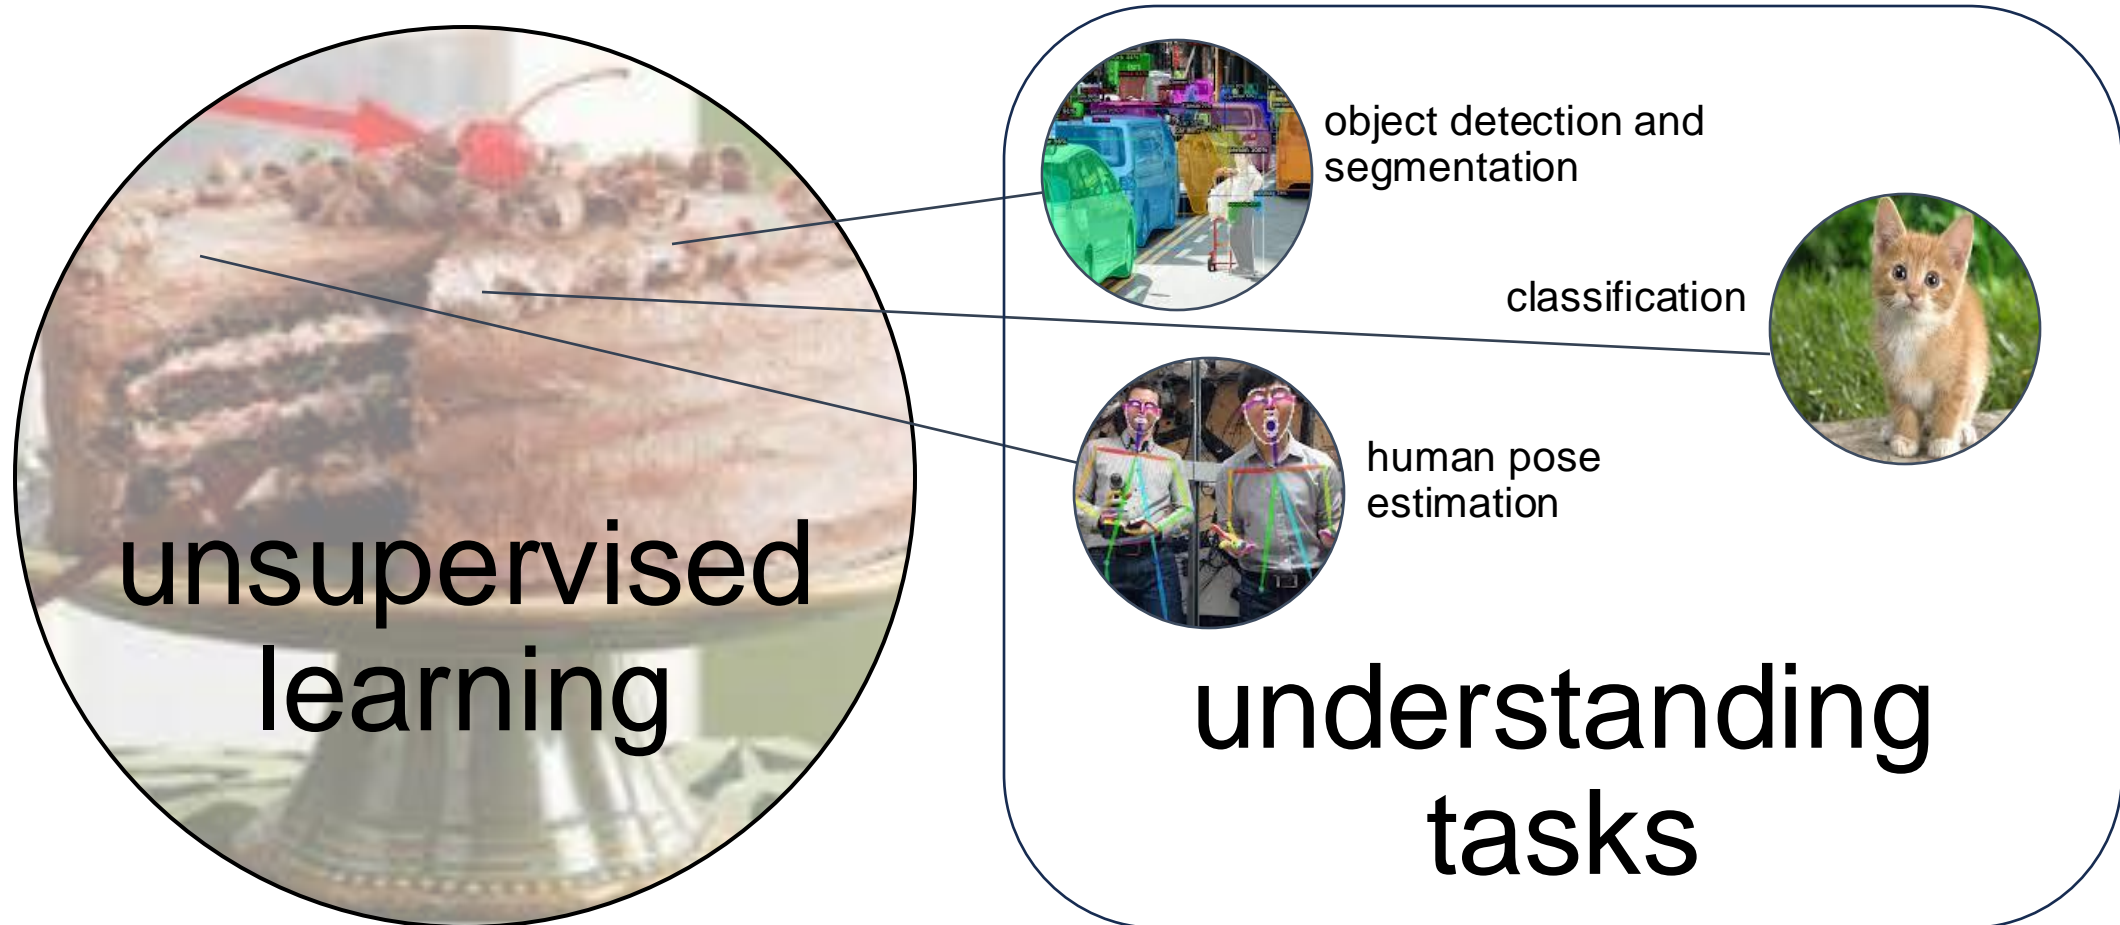 object detection and
segmentation
classification
human pose
estimation
unsupervised
learning
understanding
tasks